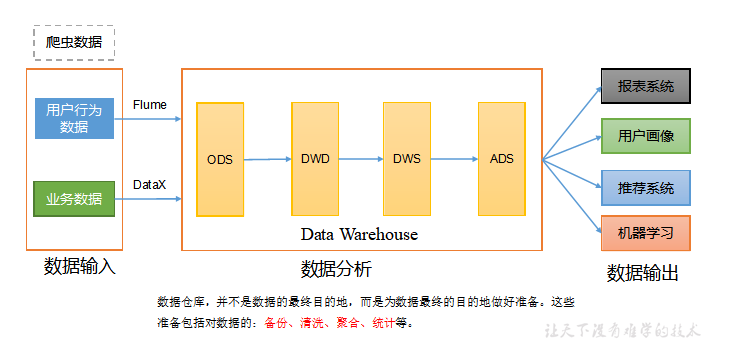 爬虫数据
用户行为
数据
Flume
业务数据
DataX
数据输入
ODS
DWD
DWS
ADS
Data Warehouse
数据分析
报表系统
用户画像
推荐系统
机器学习
数据输出
数据仓库，并不是数据的最终目的地，而是为数据最终的目的地做好准备。这些
准备包括对数据的：备份、清洗、聚合、统计等。
让天下没有难学的技术